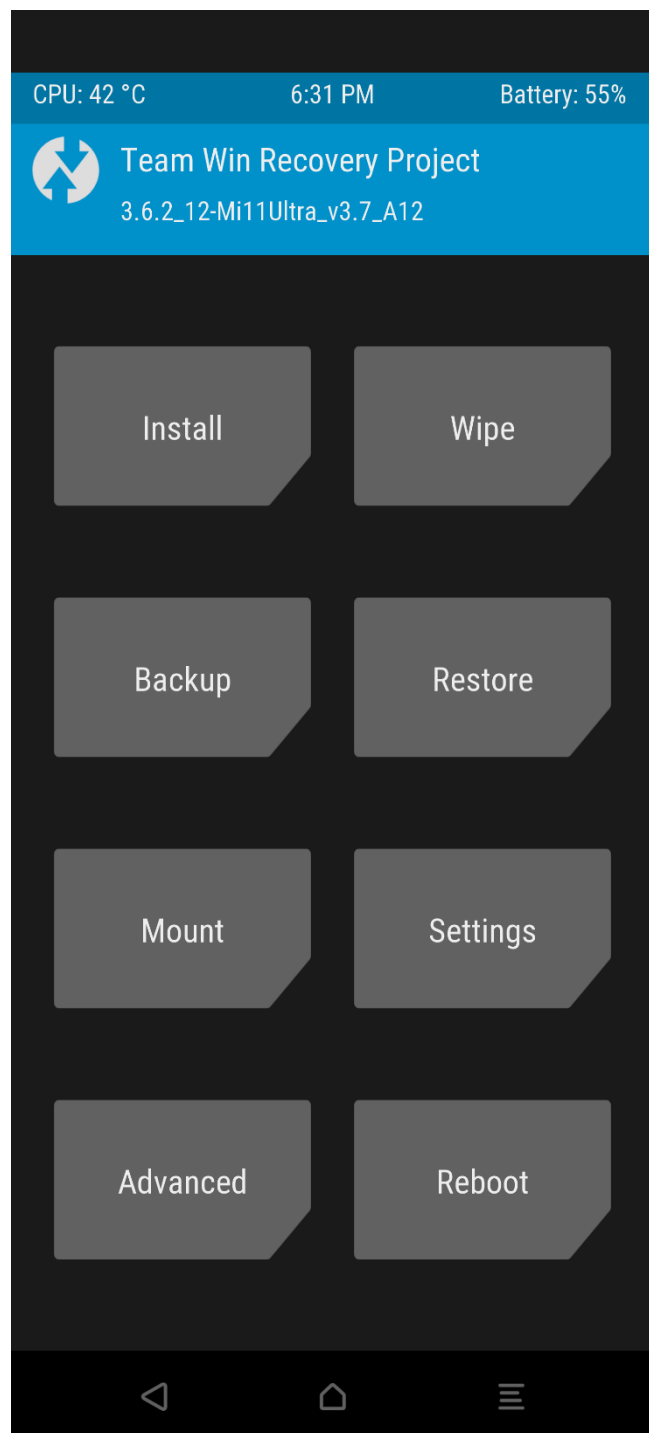 CPU: 42 °C 6:31 PM Battery: 55%
Team Win Recovery Project
3.6.2_12-Mi11Ultra_v3.7_A12
Install Wipe
Backup Restore
Mount Settings
Advanced Reboot